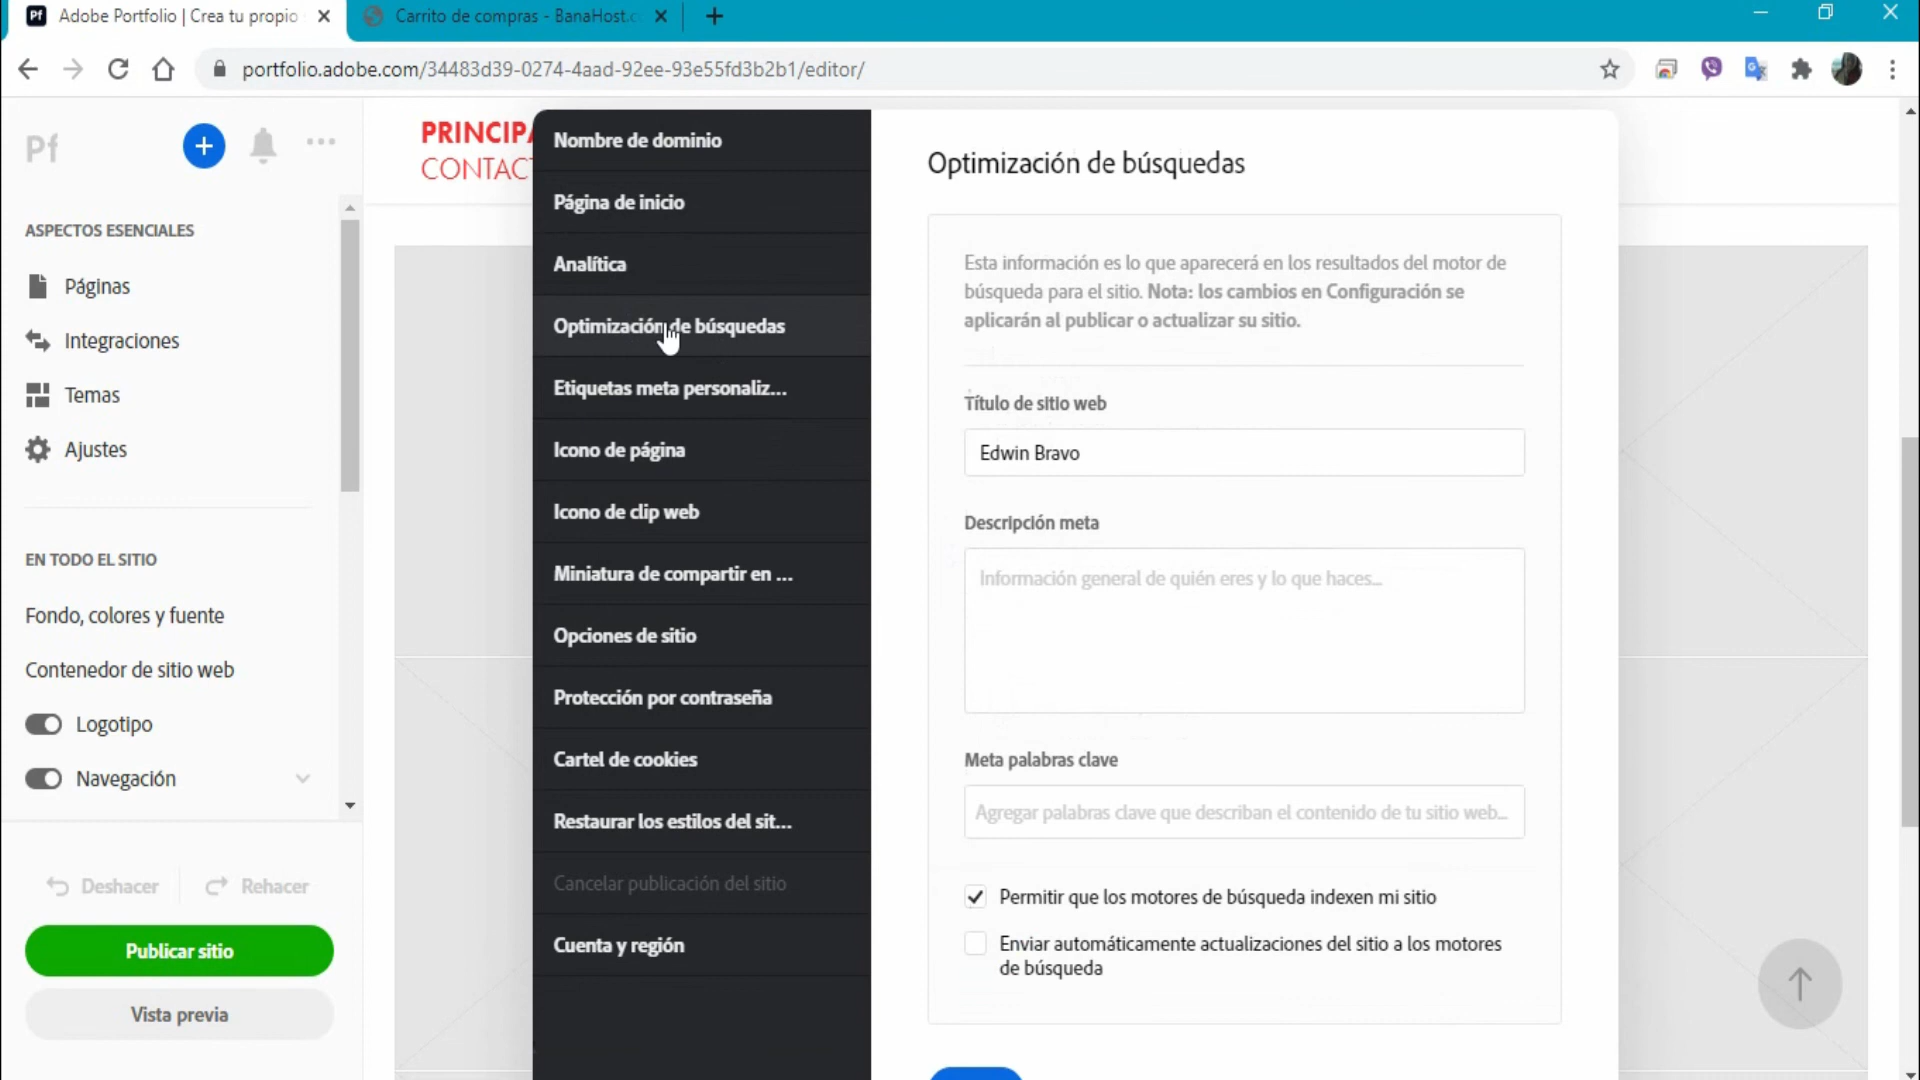 Pf Adobe Portfolio | Crea tu propio
Carrito de compras - BanaHost.c
portfolio.adobe.com/34483d39-0274-4aad-92ee-93e55fd3b2b1/editor/
Pf
ASPECTOS ESENCIALES
Páginas
Integraciones
Temas
Ajustes
EN TODO EL SITIO
Fondo, colores y fuente
Contenedor de sitio web
Logotipo
Navegación
Deshacer
Rehacer
Publicar sitio
Vista previa
PRINCIPA
CONTACT
Nombre de dominio
Página de inicio
Analítica
Optimización de búsquedas
Etiquetas meta personaliz...
Icono de página
Icono de clip web
Miniatura de compartir en ...
Opciones de sitio
Protección por contraseña
Cartel de cookies
Restaurar los estilos del sit...
Cancelar publicación del sitio
Cuenta y región
Optimización de búsquedas
Esta información es lo que aparecerá en los resultados del motor de
búsqueda para el sitio. Nota: los cambios en Configuración se
aplicarán al publicar o actualizar su sitio.
Título de sitio web
Edwin Bravo
Descripción meta
Información general de quién eres y lo que haces...
Meta palabras clave
Agregar palabras clave que describan el contenido de tu sitio web...
Permitir que los motores de búsqueda indexen mi sitio
Enviar automáticamente actualizaciones del sitio a los motores
de búsqueda